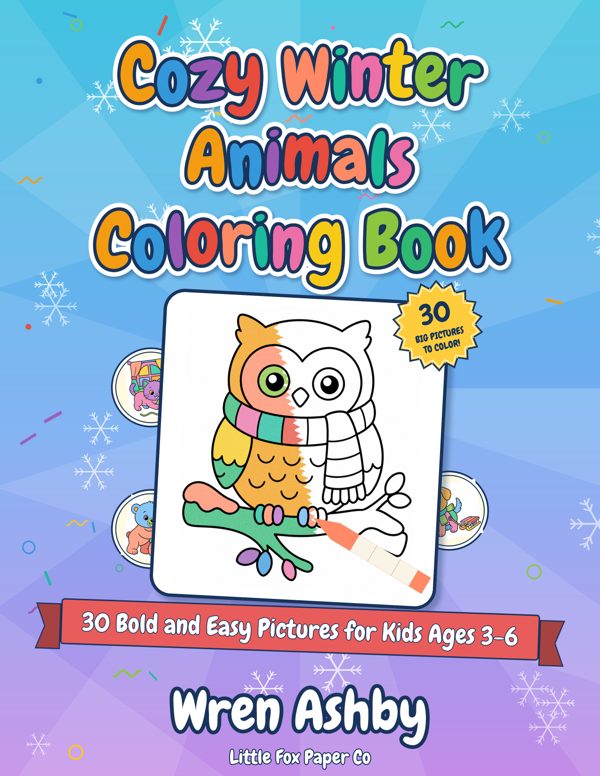 Cozy Winter
Animals
Coloring Book
30
BIG PICTURES
TO COLOR!
30 Bold and Easy Pictures for Kids Ages 3-6
Wren Ashby
Little Fox Paper Co